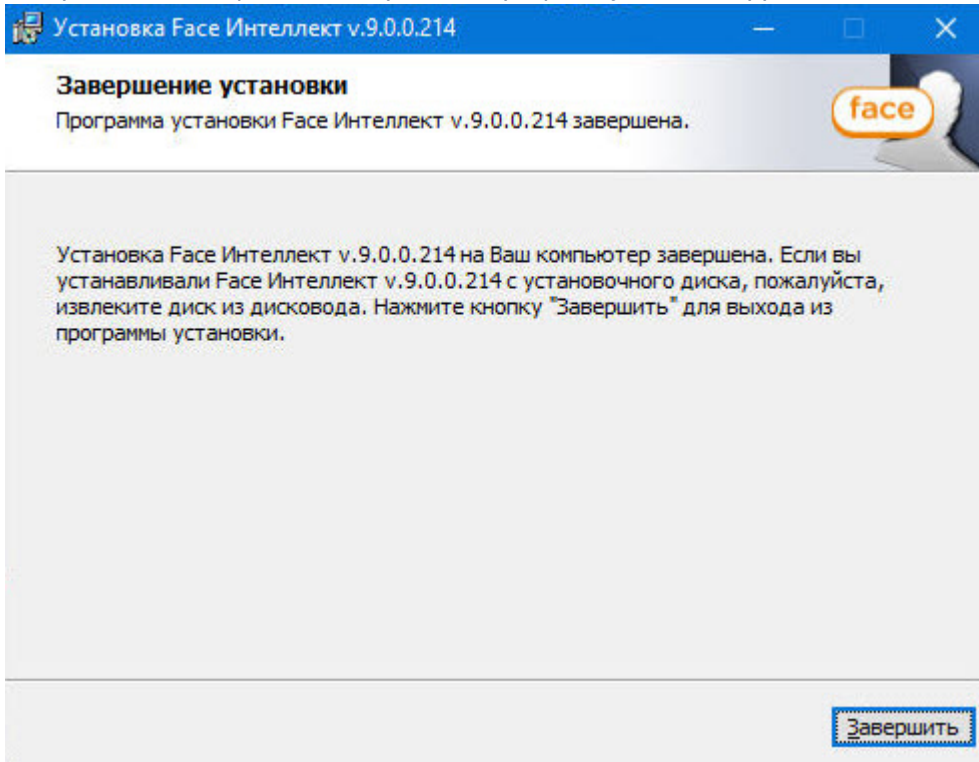 Установка Face Интеллект v.9.0.0.214
Завершение установки
Программа установки Face Интеллект v.9.0.0.214 завершена.
face
Установка Face Интеллект v.9.0.0.214 на Ваш компьютер завершена. Если вы
устанавливали Face Интеллект v.9.0.0.214 с установочного диска, пожалуйста,
извлеките диск из дисковода. Нажмите кнопку "Завершить" для выхода из
программы установки.
Завершить